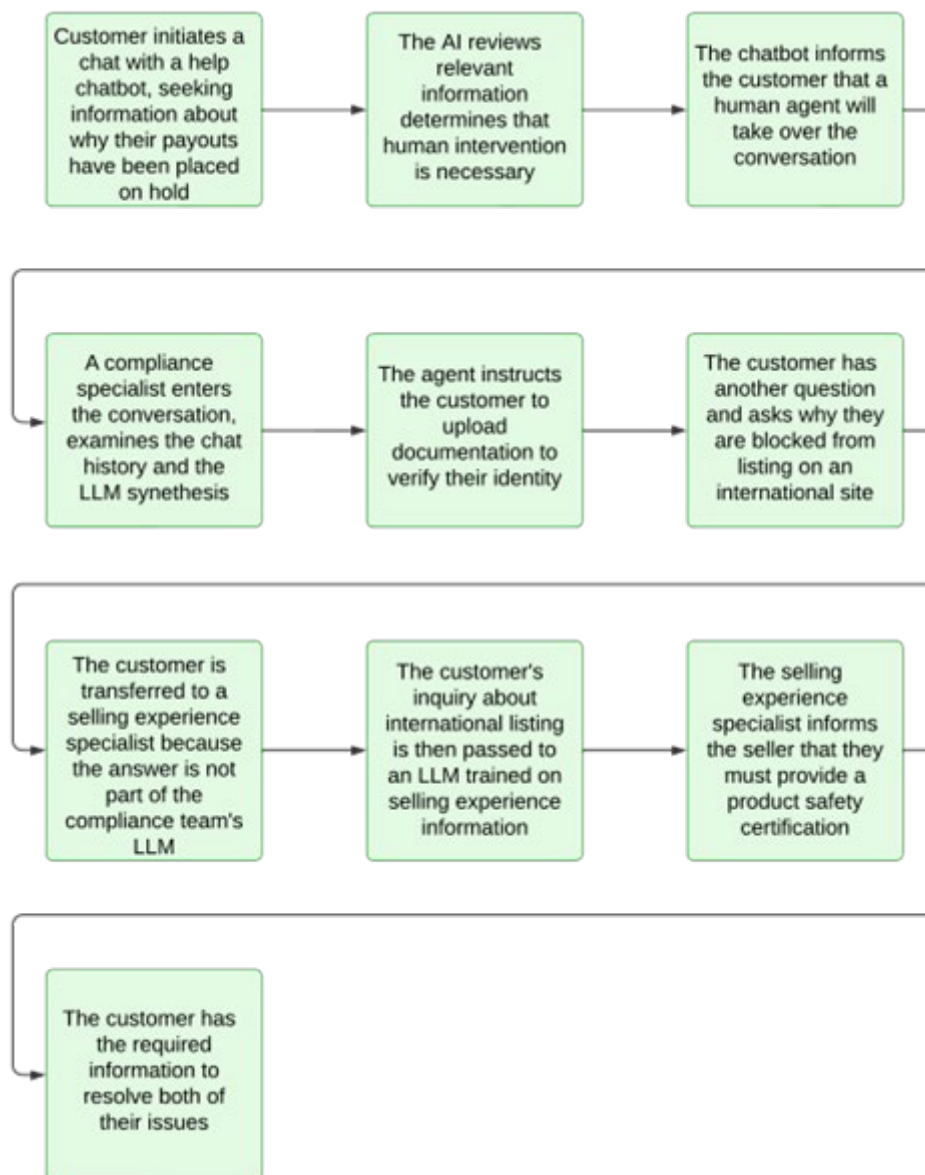 Customer initiates a
chat with a help
chatbot, seeking
information about
why their payouts
have been placed
on hold
The AI reviews
relevant
information
determines that
human intervention
is necessary
The chatbot informs
the customer that a
human agent will
take over the
conversation
A compliance
specialist enters
the conversation,
examines the chat
history and the
LLM synethesis
The agent instructs
the customer to
upload
documentation to
verify their identity
The customer has
another question
and asks why they
are blocked from
listing on an
international site
The customer is
transferred to a
selling experience
specialist because
the answer is not
part of the
compliance team's
LLM
The customer's
inquiry about
international listing
is then passed to
an LLM trained on
selling experience
information
The selling
experience
specialist informs
the seller that they
must provide a
product safety
certification
The customer has
the required
information to
resolve both of
their issues